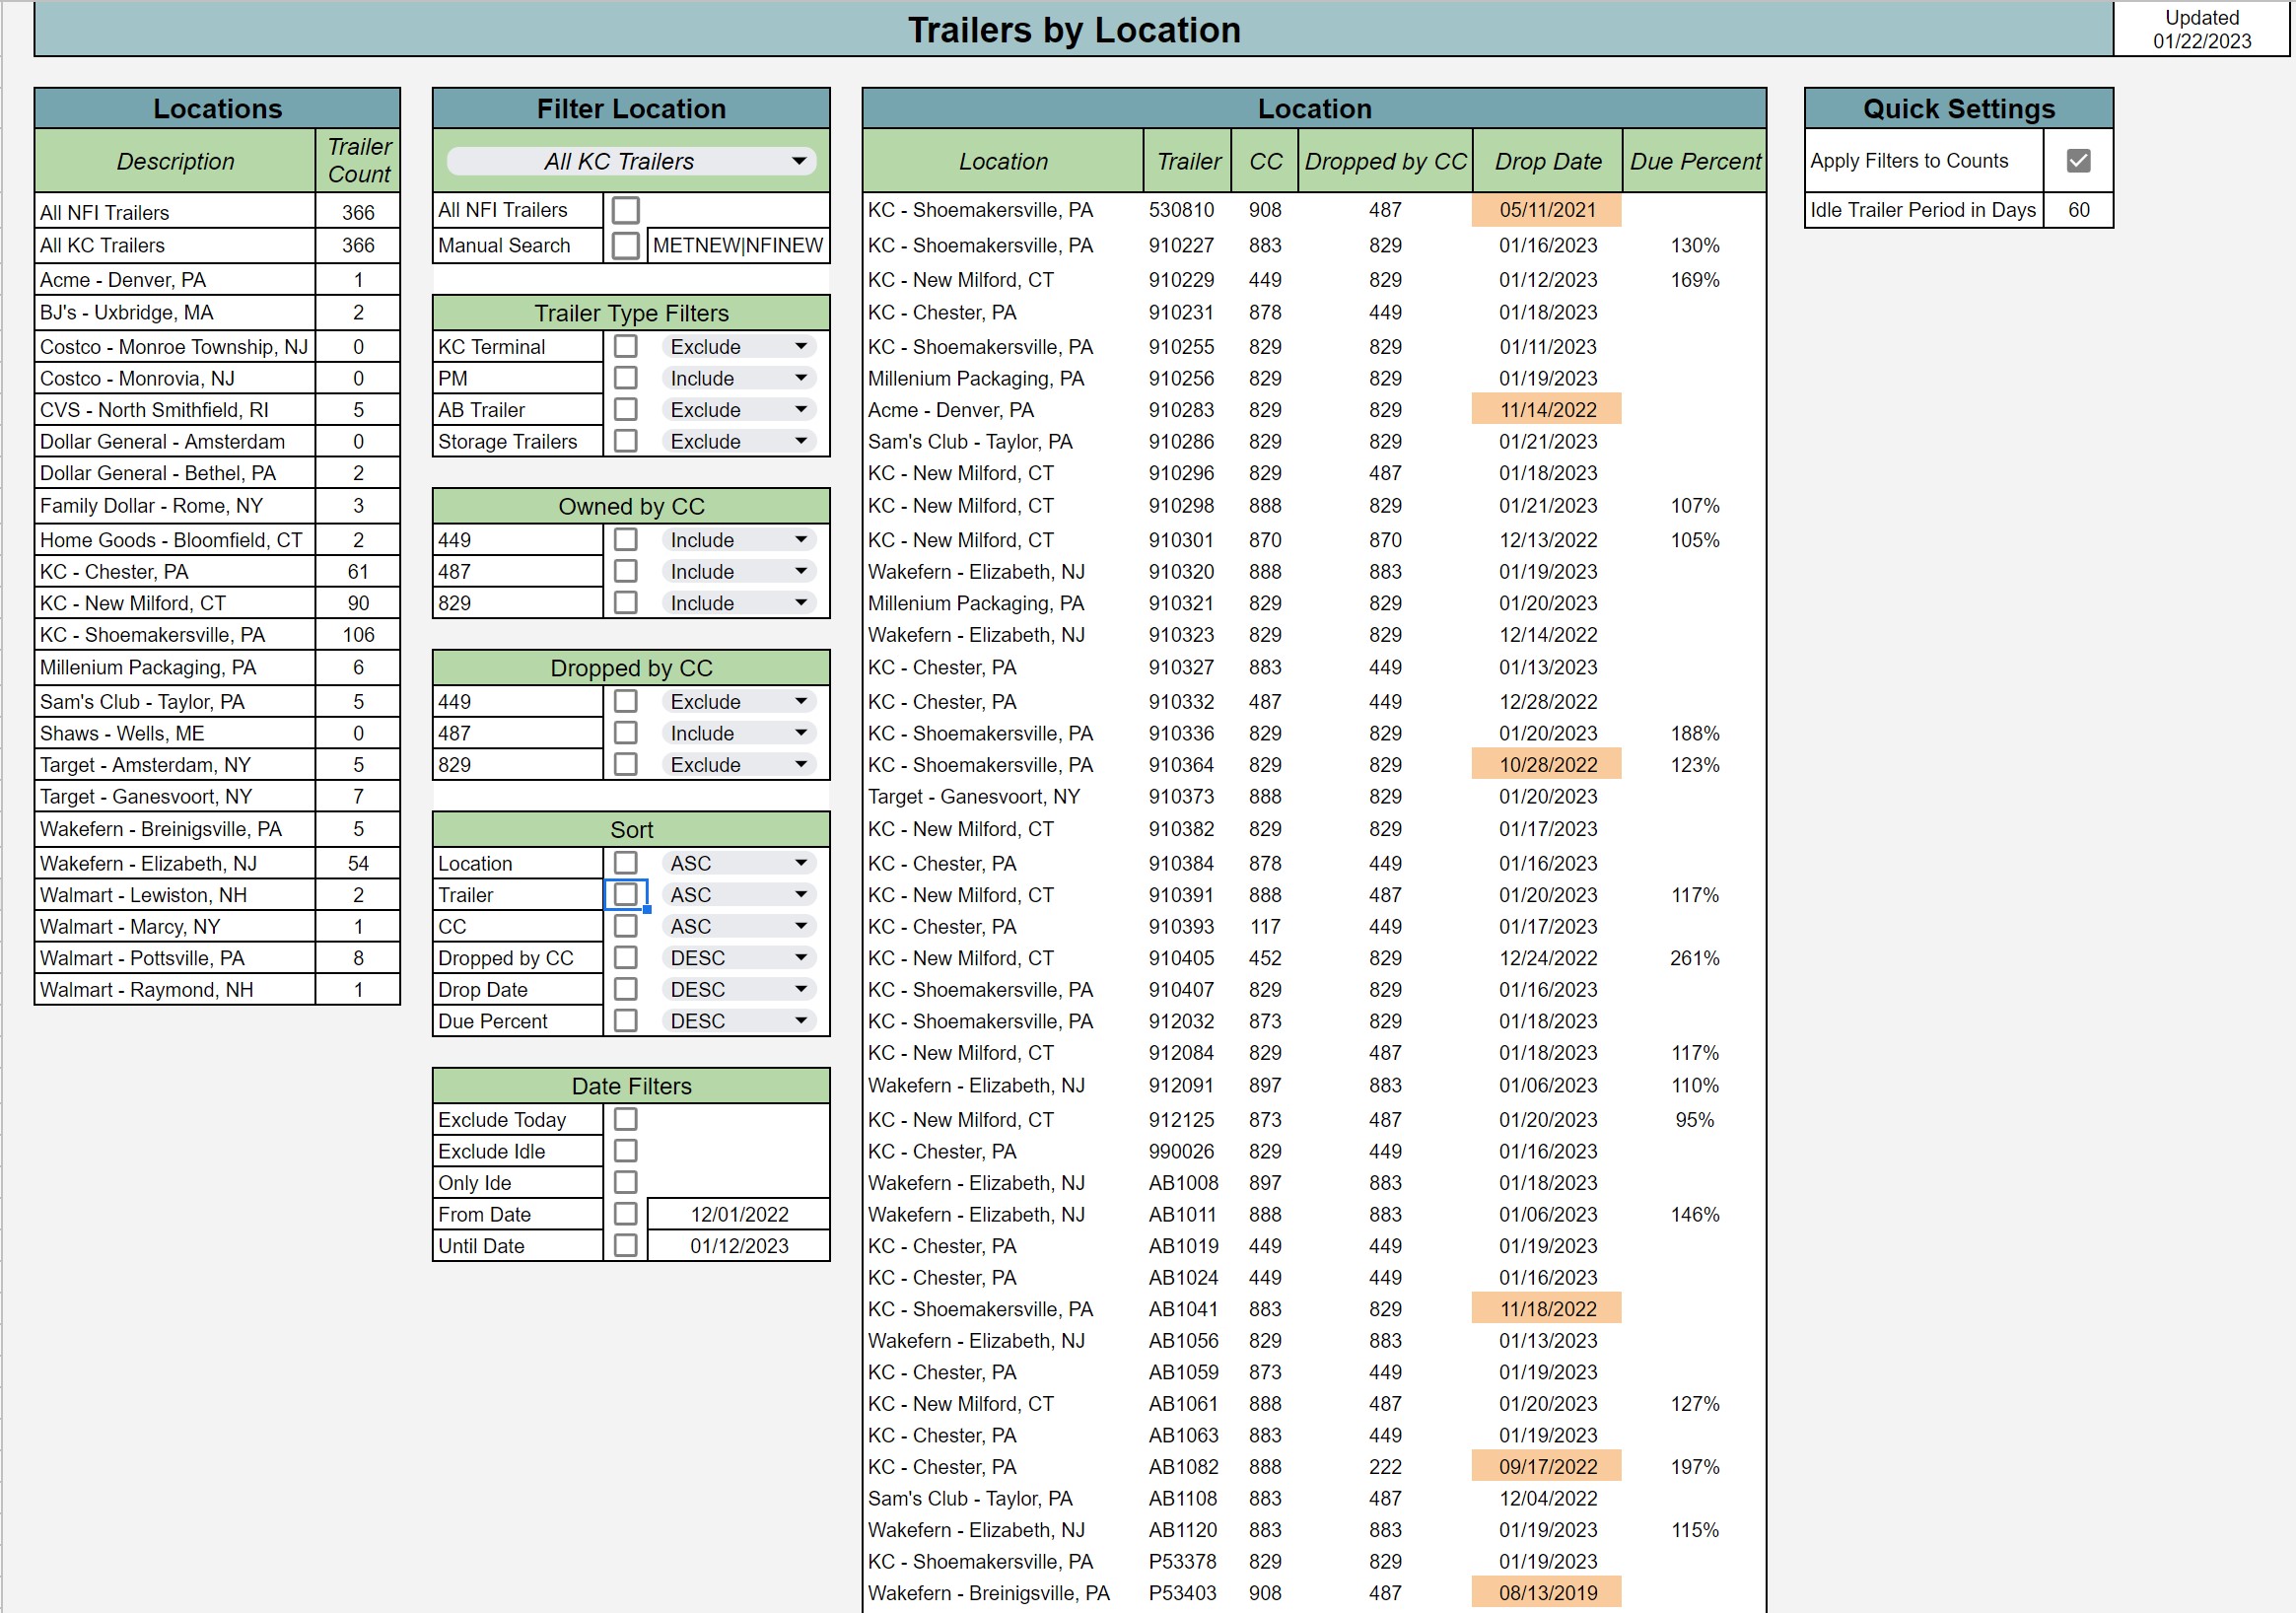 Trailers by Location
Updated
01/22/2023
Locations
Description Trailer Count
All NFI Trailers 366
All KC Trailers 366
Acme - Denver, PA 1
BJ's - Uxbridge, MA 2
Costco - Monroe Township, NJ 0
Costco - Monrovia, NJ 0
CVS - North Smithfield, RI 5
Dollar General - Amsterdam 0
Dollar General - Bethel, PA 2
Family Dollar - Rome, NY 3
Home Goods - Bloomfield, CT 2
KC - Chester, PA 61
KC - New Milford, CT 90
KC - Shoemakersville, PA 106
Millenium Packaging, PA 6
Sam's Club - Taylor, PA 5
Shaws - Wells, ME 0
Target - Amsterdam, NY 5
Target - Ganesvoort, NY 7
Wakefern - Breinigsville, PA 5
Wakefern - Elizabeth, NJ 54
Walmart - Lewiston, NH 2
Walmart - Marcy, NY 1
Walmart - Pottsville, PA 8
Walmart - Raymond, NH 1
Filter Location
All KC Trailers
All NFI Trailers
Manual Search METNEW|NFINEW
Trailer Type Filters
KC Terminal Exclude
PM Include
AB Trailer Exclude
Storage Trailers Exclude
Owned by CC
449 Include
487 Include
829 Include
Dropped by CC
449 Exclude
487 Include
829 Exclude
Sort
Location ASC
Trailer ASC
CC ASC
Dropped by CC DESC
Drop Date DESC
Due Percent DESC
Date Filters
Exclude Today
Exclude Idle
Only Ide
From Date 12/01/2022
Until Date 01/12/2023
Location
Location Trailer CC Dropped by CC Drop Date Due Percent
KC - Shoemakersville, PA 530810 908 487 05/11/2021
KC - Shoemakersville, PA 910227 883 829 01/16/2023 130%
KC - New Milford, CT 910229 449 829 01/12/2023 169%
KC - Chester, PA 910231 878 449 01/18/2023
KC - Shoemakersville, PA 910255 829 829 01/11/2023
Millenium Packaging, PA 910256 829 829 01/19/2023
Acme - Denver, PA 910283 829 829 11/14/2022
Sam's Club - Taylor, PA 910286 829 829 01/21/2023
KC - New Milford, CT 910296 829 487 01/18/2023
KC - New Milford, CT 910298 888 829 01/21/2023 107%
KC - New Milford, CT 910301 870 870 12/13/2022 105%
Wakefern - Elizabeth, NJ 910320 888 883 01/19/2023
Millenium Packaging, PA 910321 829 829 01/20/2023
Wakefern - Elizabeth, NJ 910323 829 829 12/14/2022
KC - Chester, PA 910327 883 449 01/13/2023
KC - Chester, PA 910332 487 449 12/28/2022
KC - Shoemakersville, PA 910336 829 829 01/20/2023 188%
KC - Shoemakersville, PA 910364 829 829 10/28/2022 123%
Target - Ganesvoort, NY 910373 888 829 01/20/2023
KC - New Milford, CT 910382 829 829 01/17/2023
KC - Chester, PA 910384 878 449 01/16/2023
KC - New Milford, CT 910391 888 487 01/20/2023 117%
KC - Chester, PA 910393 117 449 01/17/2023
KC - New Milford, CT 910405 452 829 12/24/2022 261%
KC - Shoemakersville, PA 910407 829 829 01/16/2023
KC - Shoemakersville, PA 912032 873 829 01/18/2023
KC - New Milford, CT 912084 829 487 01/18/2023 117%
Wakefern - Elizabeth, NJ 912091 897 883 01/06/2023 110%
KC - New Milford, CT 912125 873 487 01/20/2023 95%
KC - Chester, PA 990026 829 449 01/16/2023
Wakefern - Elizabeth, NJ AB1008 897 883 01/18/2023
Wakefern - Elizabeth, NJ AB1011 888 883 01/06/2023 146%
KC - Chester, PA AB1019 449 449 01/19/2023
KC - Chester, PA AB1024 449 449 01/16/2023
KC - Shoemakersville, PA AB1041 883 829 11/18/2022
Wakefern - Elizabeth, NJ AB1056 829 883 01/13/2023
KC - Chester, PA AB1059 873 449 01/19/2023
KC - New Milford, CT AB1061 888 487 01/20/2023 127%
KC - Chester, PA AB1063 883 449 01/19/2023
KC - Chester, PA AB1082 888 222 09/17/2022 197%
Sam's Club - Taylor, PA AB1108 883 487 12/04/2022
Wakefern - Elizabeth, NJ AB1120 883 883 01/19/2023 115%
KC - Shoemakersville, PA P53378 829 829 01/19/2023
Wakefern - Breinigsville, PA P53403 908 487 08/13/2019
Quick Settings
Apply Filters to Counts
Idle Trailer Period in Days 60